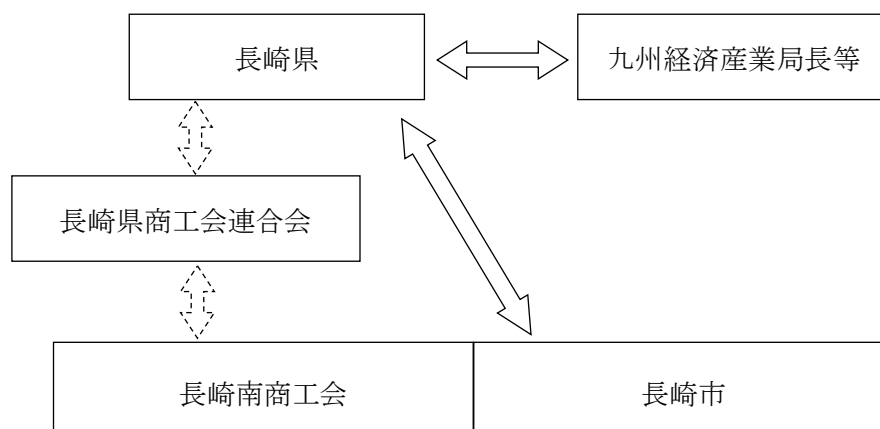 長崎県
九州経済産業局長等
長崎県商工会連合会
長崎南商工会
長崎市